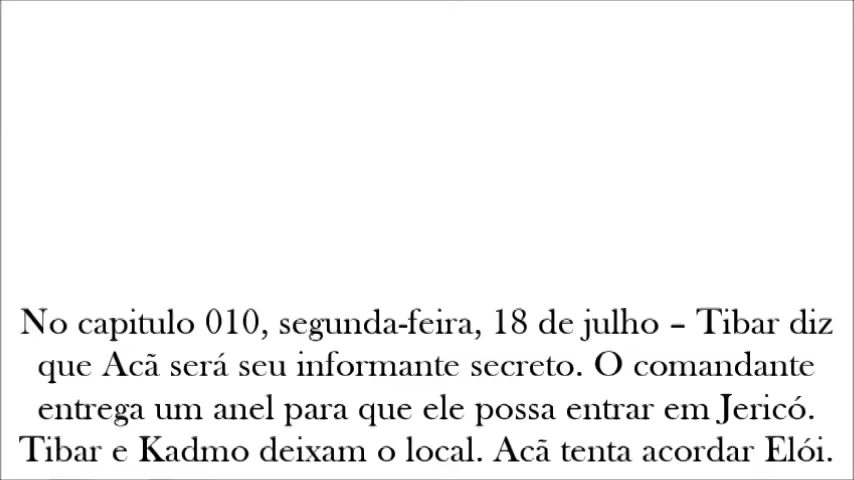 No capitulo 010, segunda-feira, 18 de julho – Tibar diz
que Acã será seu informante secreto. O comandante
entrega um anel para que ele possa entrar em Jericó.
Tibar e Kadmo deixam o local. Acã tenta acordar Elói.